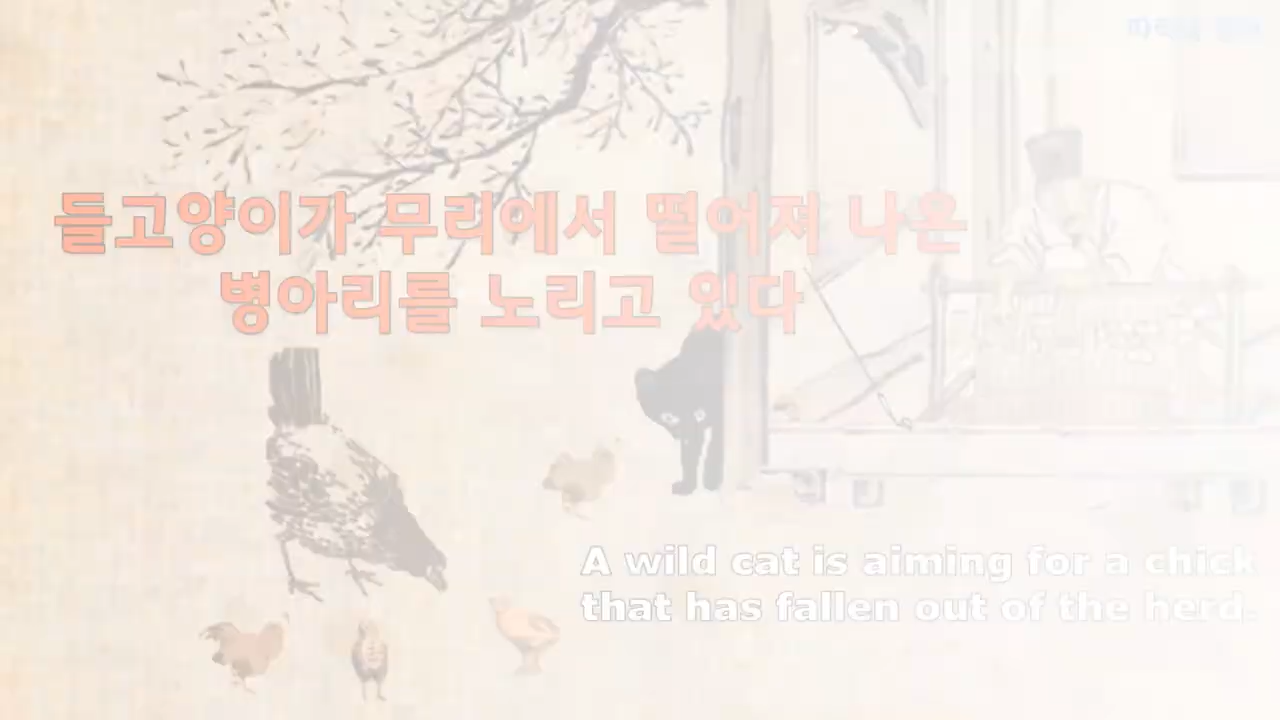 들고양이가 무리에서 떨어져 나온
병아리를 노리고 있다
A wild cat is aiming for a chick
that has fallen out of the herd.